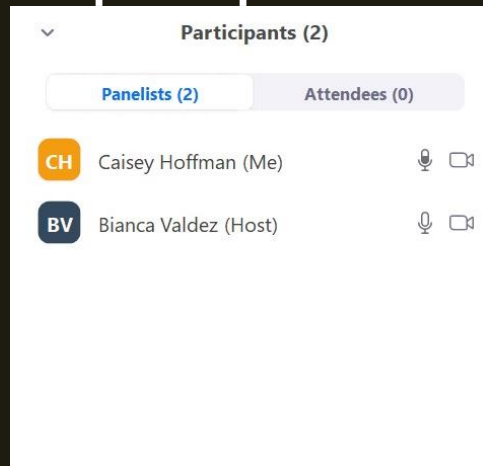 Participants (2)
Panelists (2) Attendees (0)
CH Caisey Hoffman (Me)
BV Bianca Valdez (Host)